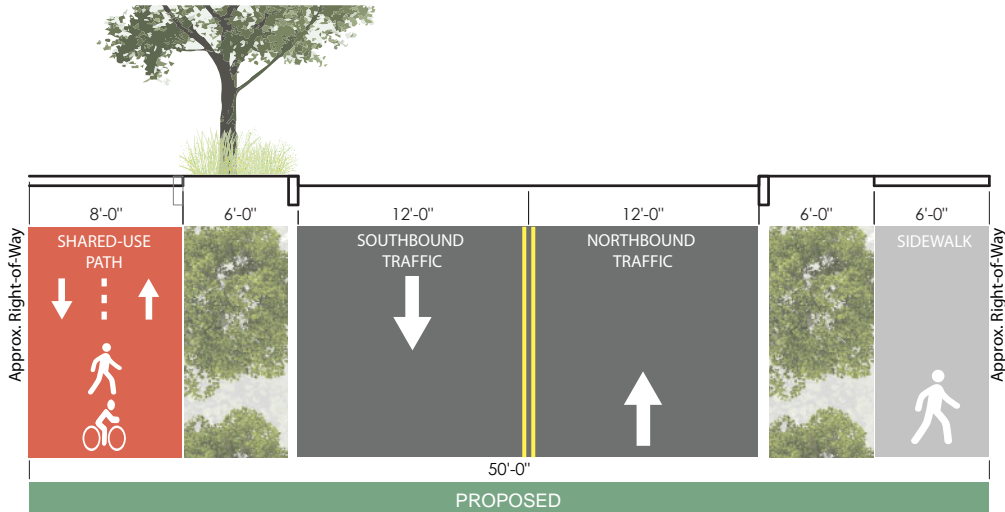 8'-0"
6'-0"
12'-0"
12'-0"
6'-0"
6'-0"
Approx. Right-of-Way
SHARED-USE
PATH
SOUTHBOUND
TRAFFIC
NORTHBOUND
TRAFFIC
SIDEWALK
Approx. Right-of-Way
50'-0"
PROPOSED